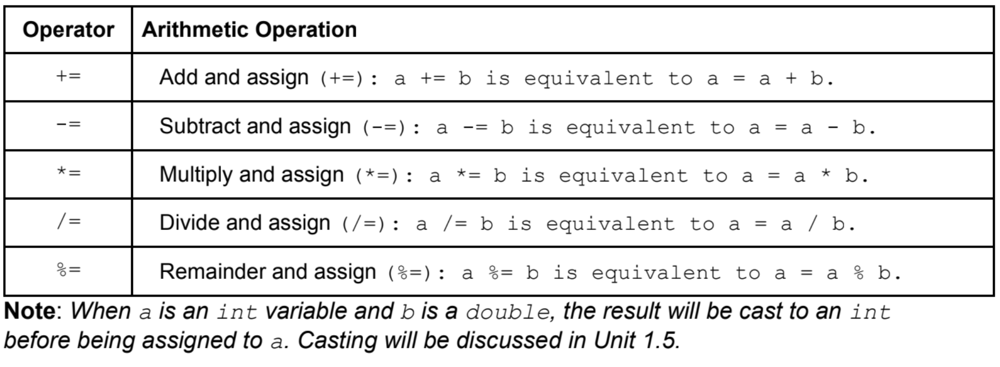 Operator Arithmetic Operation
+= Add and assign (+=): a += b is equivalent to a = a + b.
-= Subtract and assign (-=): a -= b is equivalent to a = a - b.
*= Multiply and assign (*=): a *= b is equivalent to a = a * b.
/= Divide and assign (/=): a /= b is equivalent to a = a / b.
%= Remainder and assign (%=): a %= b is equivalent to a = a % b.
Note: When a is an int variable and b is a double, the result will be cast to an int
before being assigned to a. Casting will be discussed in Unit 1.5.